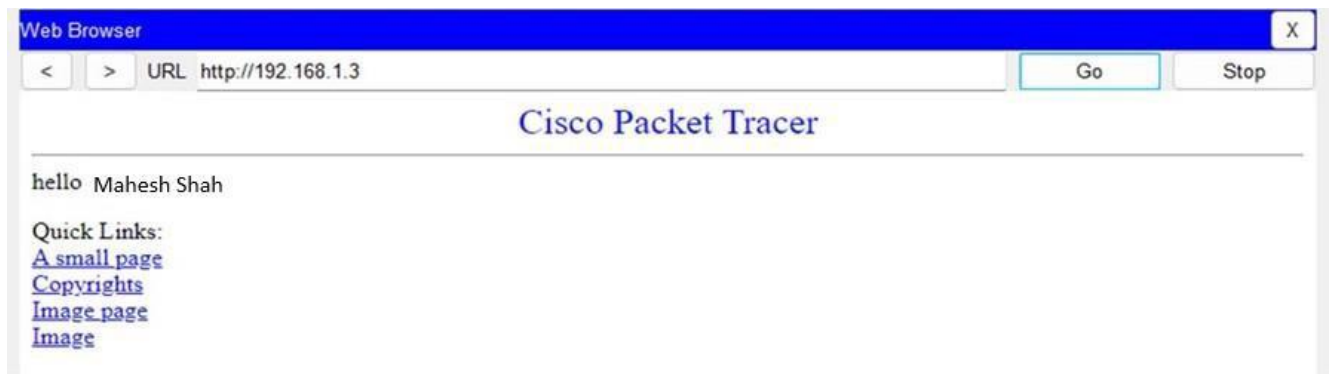 Web Browser X
< > URL http://192.168.1.3 Go Stop
Cisco Packet Tracer
hello Mahesh Shah
Quick Links:
A small page
Copyrights
Image page
Image